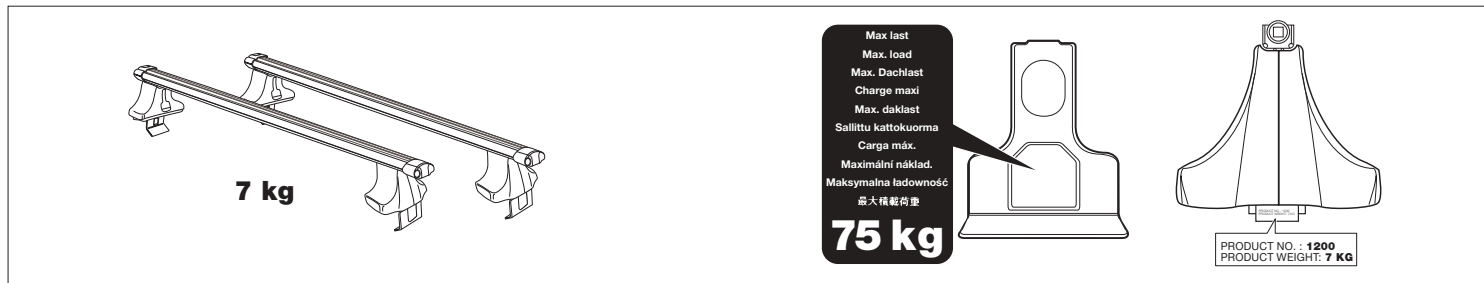 7 kg
Max last
Max. load
Max. Dachlast
Charge maxi
Max. daklast
Sallittu kattokuorma
Carga máx.
Maximální náklad.
Maksymalna ładowność
最大積載荷重
75 kg
PRODUCT NO. : 1200
PRODUCT WEIGHT: 7 KG